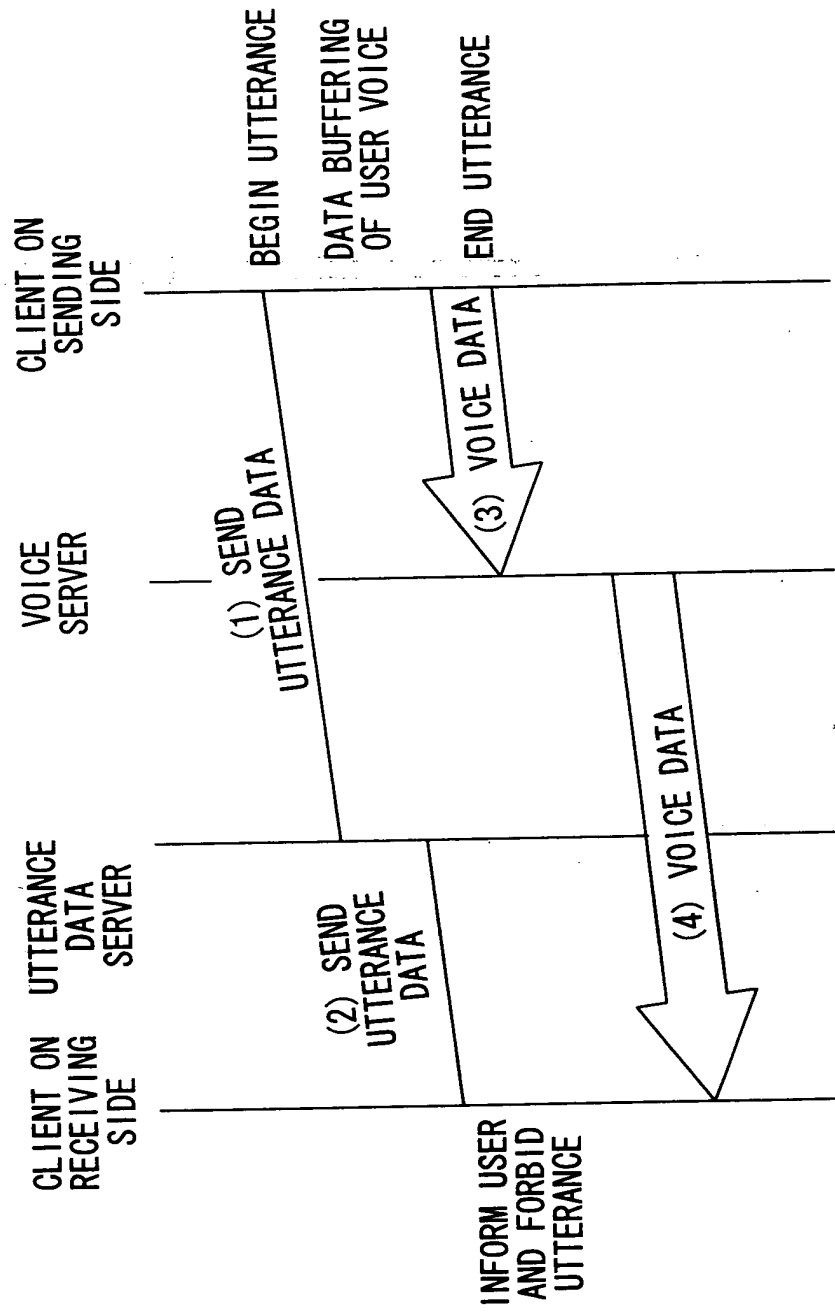 CLIENT ON
RECEIVING
SIDE
UTTERANCE
DATA
SERVER
VOICE
SERVER
CLIENT ON
SENDING
SIDE
BEGIN UTTERANCE
(1) SEND
UTTERANCE DATA
DATA BUFFERING
OF USER VOICE
(2) SEND
UTTERANCE
DATA
END UTTERANCE
(3) VOICE DATA
INFORM USER
AND FORBID
UTTERANCE
(4) VOICE DATA